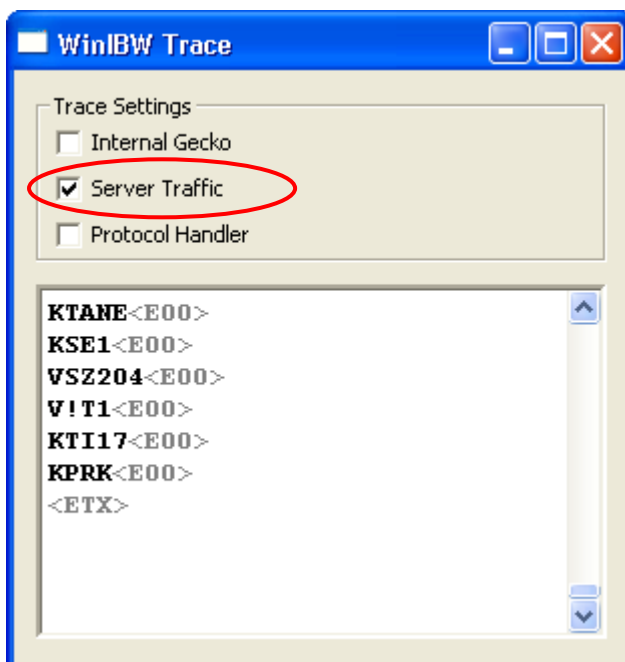 WinIBW Trace
Trace Settings
Internal Gecko
Server Traffic
Protocol Handler
KTANE<E00>
KSE1<E00>
VSZ204<E00>
V!T1<E00>
KTI17<E00>
KPRK<E00>
<ETX>